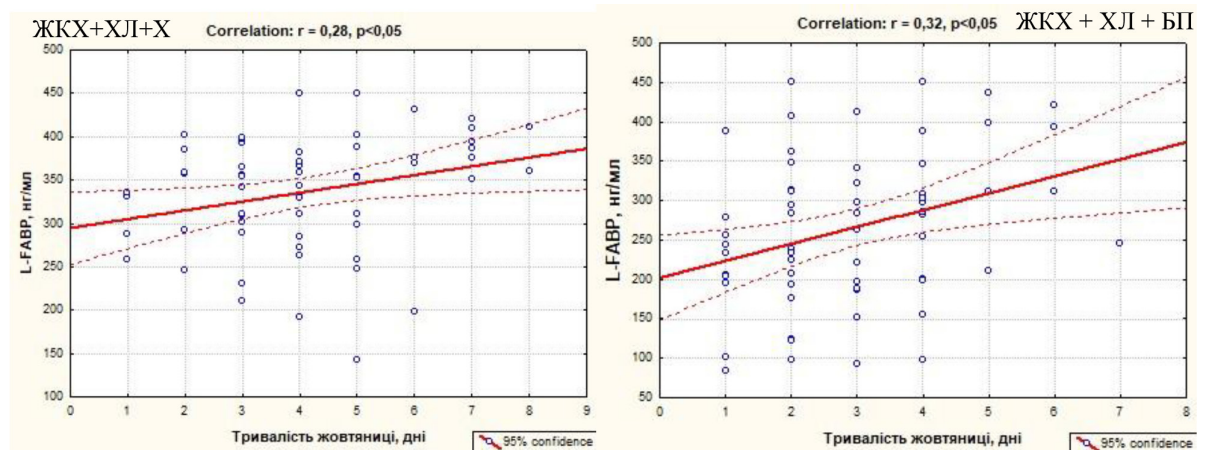 ЖКХ+ХЛ+Х
Correlation: r = 0,28, p<0,05
L-FABP, нг/мл
500
450
400
350
300
250
200
150
100
0 1 2 3 4 5 6 7 8 9
Тривалість жовтяниці, дні
95% confidence
Correlation: r = 0,32, p<0,05
ЖКХ + ХЛ + БП
L-FABP, нг/мл
500
450
400
350
300
250
200
150
100
50
0 1 2 3 4 5 6 7 8
Тривалість жовтяниці, дні
95% confidence